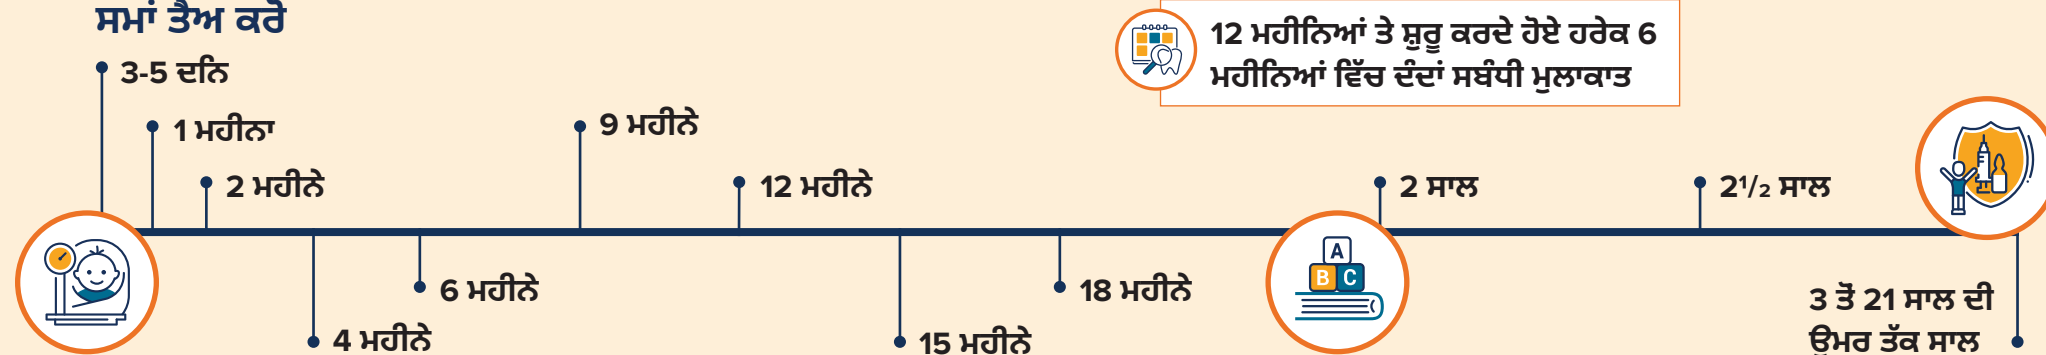 ਸਮਾਂ ਤੈਅ ਕਰੋ
3-5 ਦਨਿ
1 ਮਹੀਨਾ
2 ਮਹੀਨੇ
4 ਮਹੀਨੇ
6 ਮਹੀਨੇ
9 ਮਹੀਨੇ
12 ਮਹੀਨੇ
15 ਮਹੀਨੇ
18 ਮਹੀਨੇ
12 ਮਹੀਨਿਆਂ ਤੇ ਸ਼ੁਰੂ ਕਰਦੇ ਹੋਏ ਹਰੇਕ 6
ਮਹੀਨਿਆਂ ਵਿੱਚ ਦੰਦਾਂ ਸਬੰਧੀ ਮੁਲਾਕਾਤ
A
B C
2 ਸਾਲ
2¹/₂ ਸਾਲ
3 ਤੋਂ 21 ਸਾਲ ਦੀ
ਉਮਰ ਤੱਕ ਸਾਲ